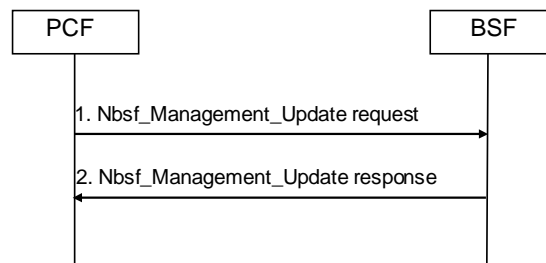 PCF
BSF
1. Nbsf_Management_Update request
2. Nbsf_Management_Update response